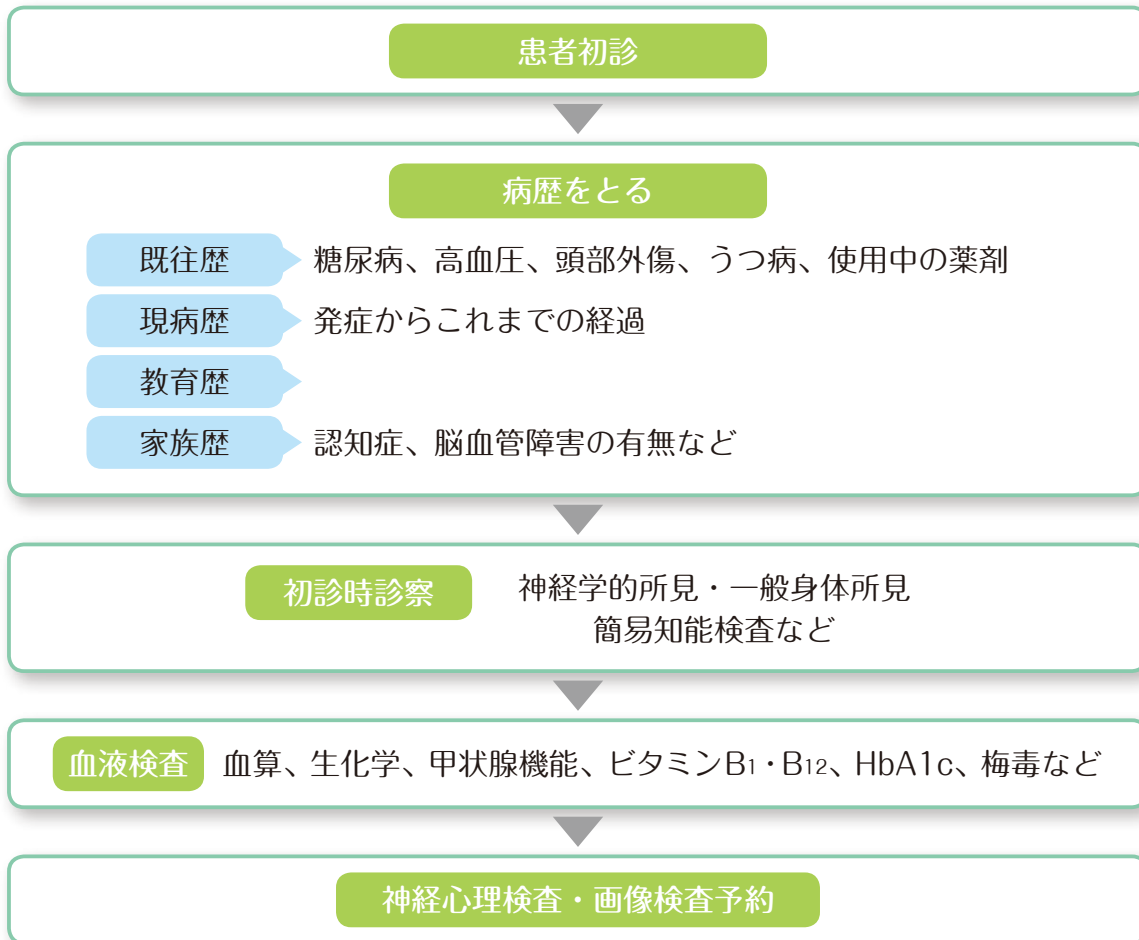 患者初診
病歴をとる
既往歴 糖尿病、高血圧、頭部外傷、うつ病、使用中の薬剤
現病歴 発症からこれまでの経過
教育歴
家族歴 認知症、脳血管障害の有無など
初診時診察 神経学的所見・一般身体所見
簡易知能検査など
血液検査 血算、生化学、甲状腺機能、ビタミンB1・B12、HbA1c、梅毒など
神経心理検査・画像検査予約